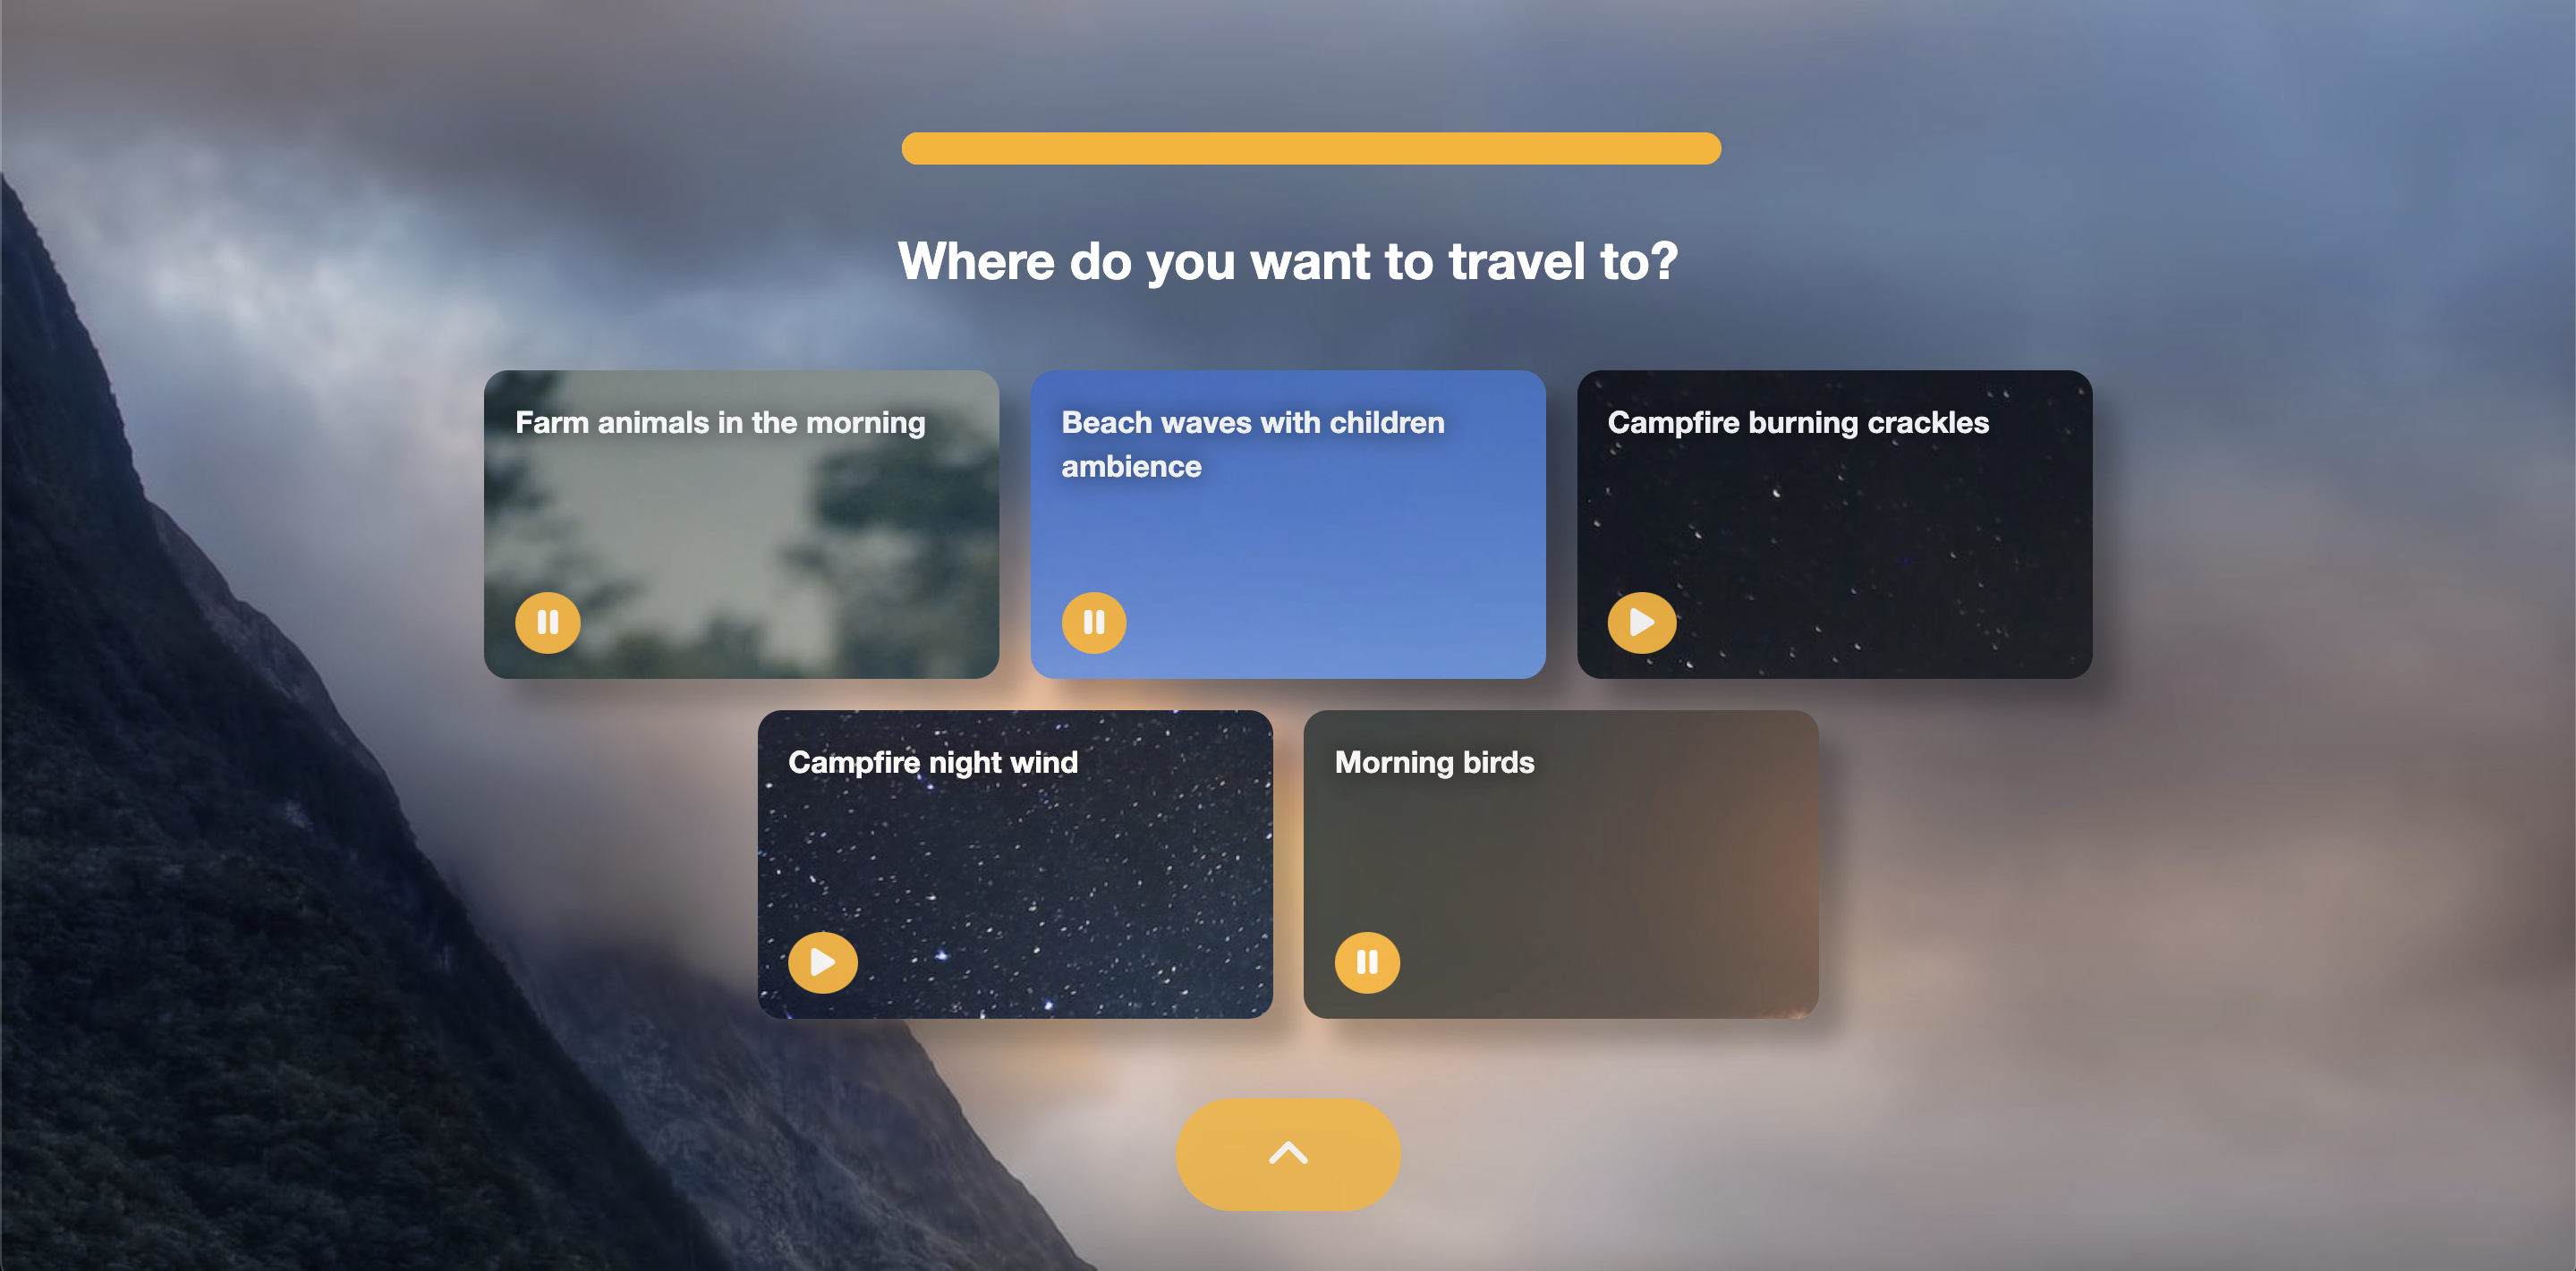 Where do you want to travel to?
Farm animals in the morning
Beach waves with children
ambience
Campfire burning crackles
Campfire night wind
Morning birds